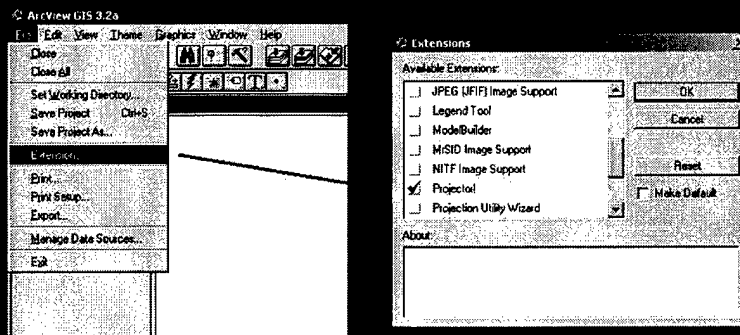 ArcView GIS 3.2a
File Edit View Theme Graphics Window Help
Close
Close All
Set Working Directory...
Save Project Ctrl+S
Save Project As...
Extensions...
Print...
Print Setup...
Export...
Manage Data Sources...
Exit
Extensions
Available Extensions:
JPEG (JFIF) Image Support
Legend Tool
ModelBuilder
MrSID Image Support
NITF Image Support
Projector!
Projection Utility Wizard
OK
Cancel
Reset
Make Default
About: